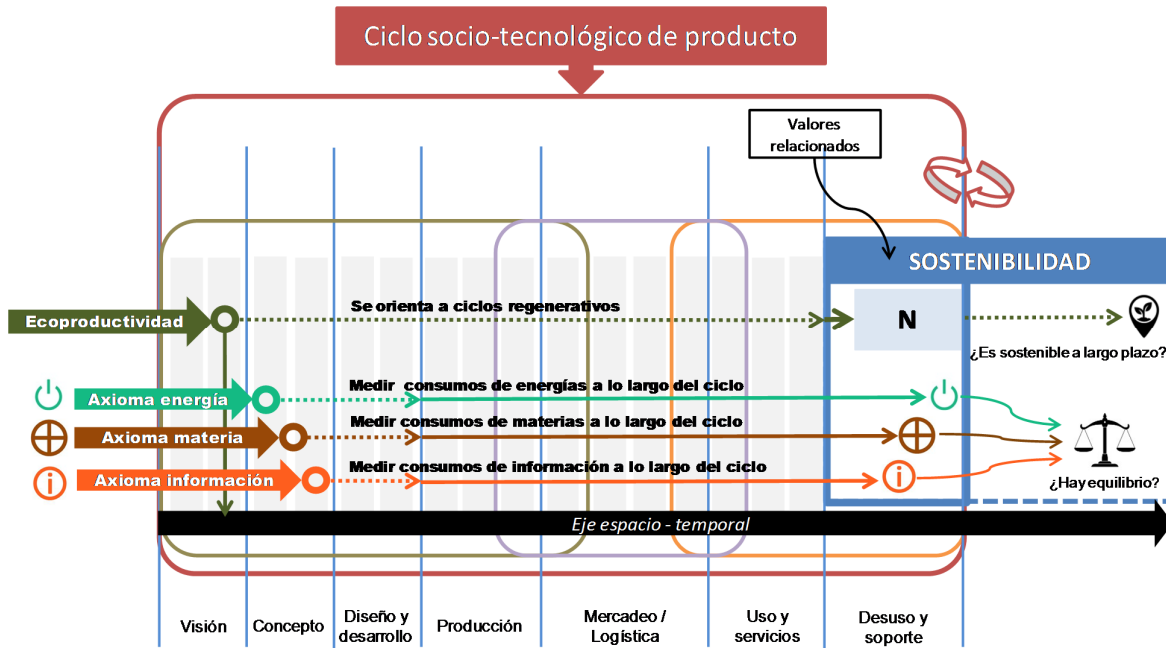 Ciclo socio-tecnológico de producto
Valores
relacionados
SOSTENIBILIDAD
Ecoproductividad
Se orienta a ciclos regenerativos
N
¿Es sostenible a largo plazo?
Axioma energía
Medir consumos de energías a lo largo del ciclo
Axioma materia
Medir consumos de materias a lo largo del ciclo
Axioma información
Medir consumos de información a lo largo del ciclo
i
i
¿Hay equilibrio?
Eje espacio - temporal
Visión
Concepto
Diseño y
desarrollo
Producción
Mercadeo /
Logística
Uso y
servicios
Desuso y
soporte